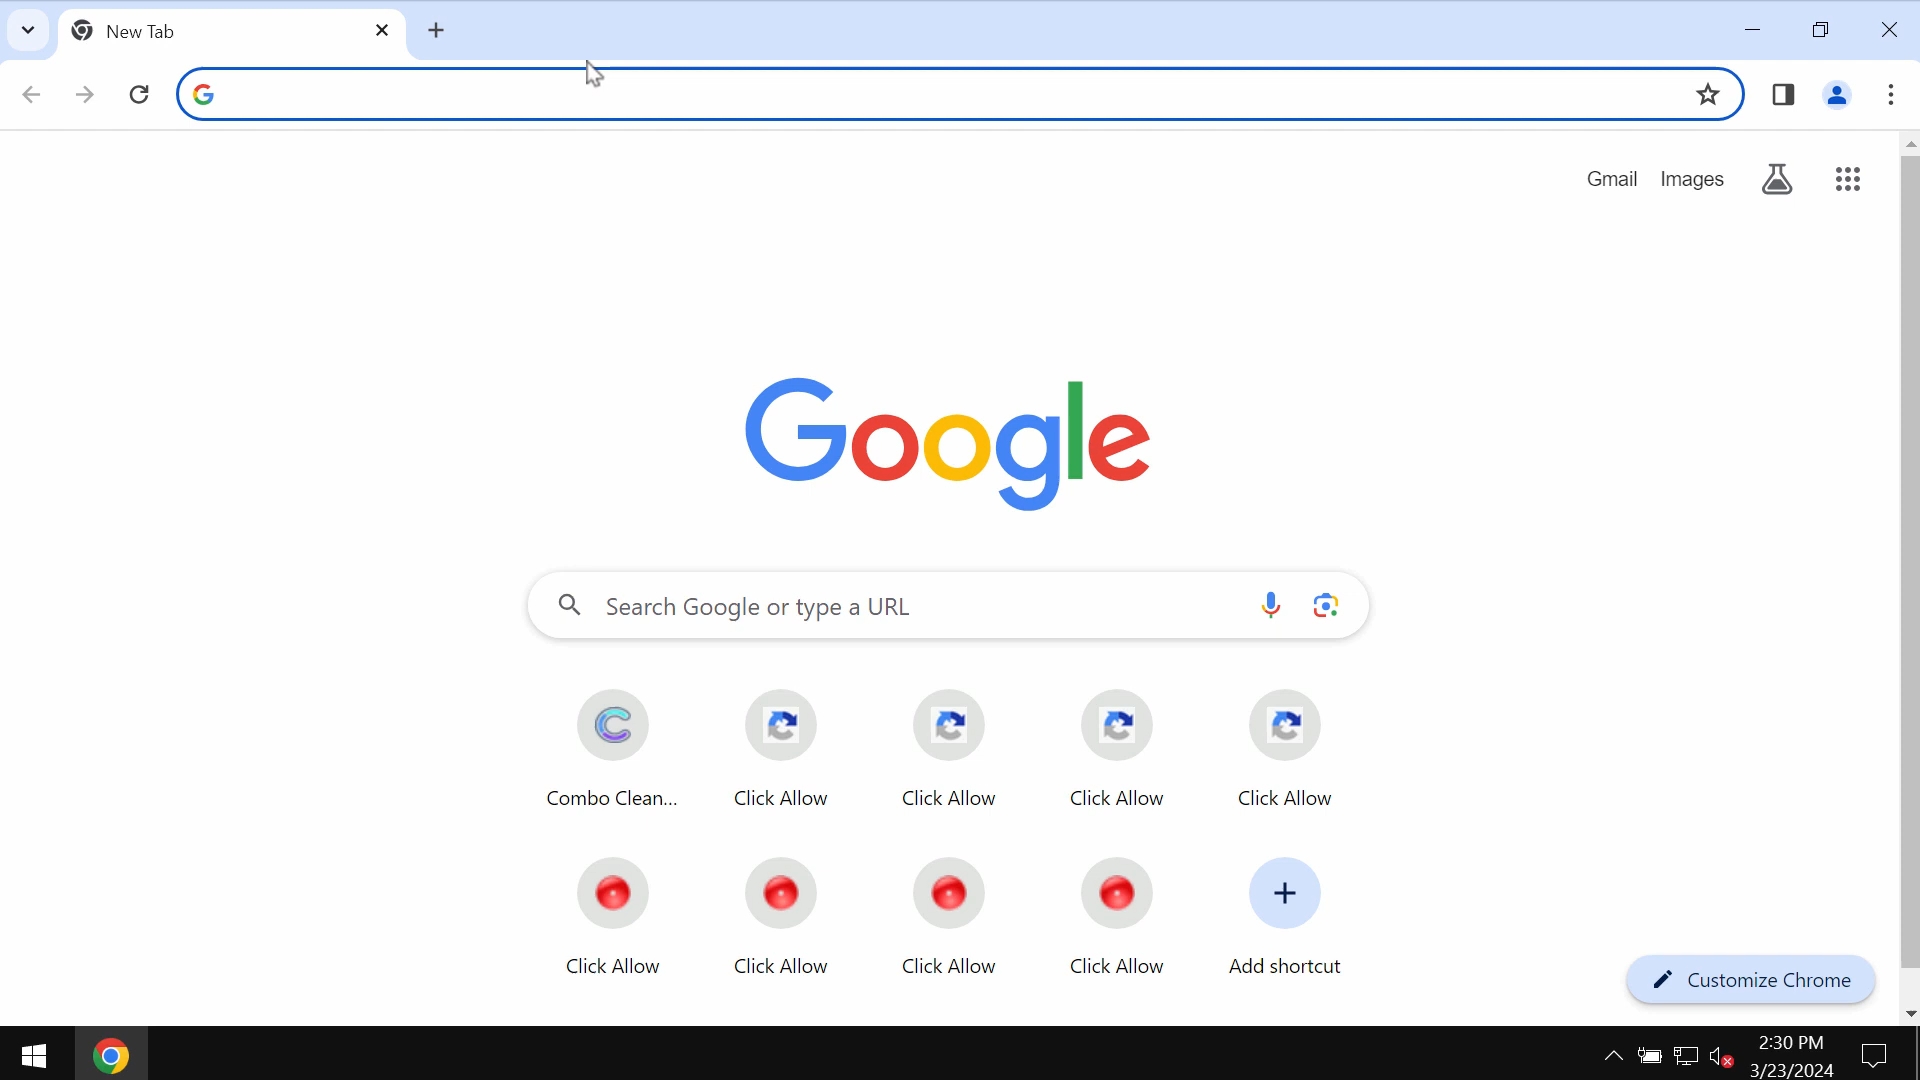 New Tab
Gmail Images
Google
Search Google or type a URL
Combo Clean... Click Allow Click Allow Click Allow Click Allow
Click Allow Click Allow Click Allow Click Allow Add shortcut
Customize Chrome
2:30 PM
3/23/2024